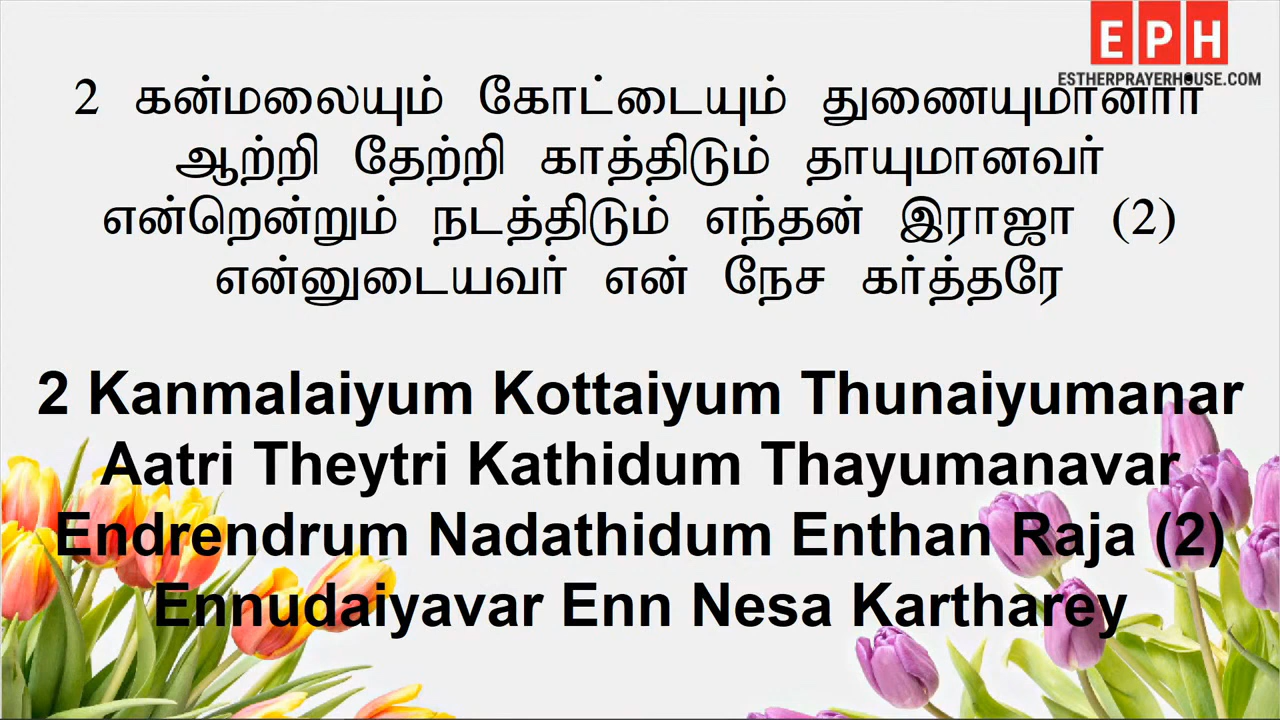 EPH
ESTHERPRAYERHOUSE.COM
2 கன்மலையும் கோட்டையும் துணையுமானார்
ஆற்றி தேற்றி காத்திடும் தாயுமானவர்
என்றென்றும் நடத்திடும் எந்தன் இராஜா (2)
என்னுடையவர் என் நேச கர்த்தரே
2 Kanmalaiyum Kottaiyum Thunaiyumanar
Aatri Theytri Kathidum Thayumanavar
Endrendrum Nadathidum Enthan Raja (2)
Ennudaiyavar Enn Nesa Kartharey